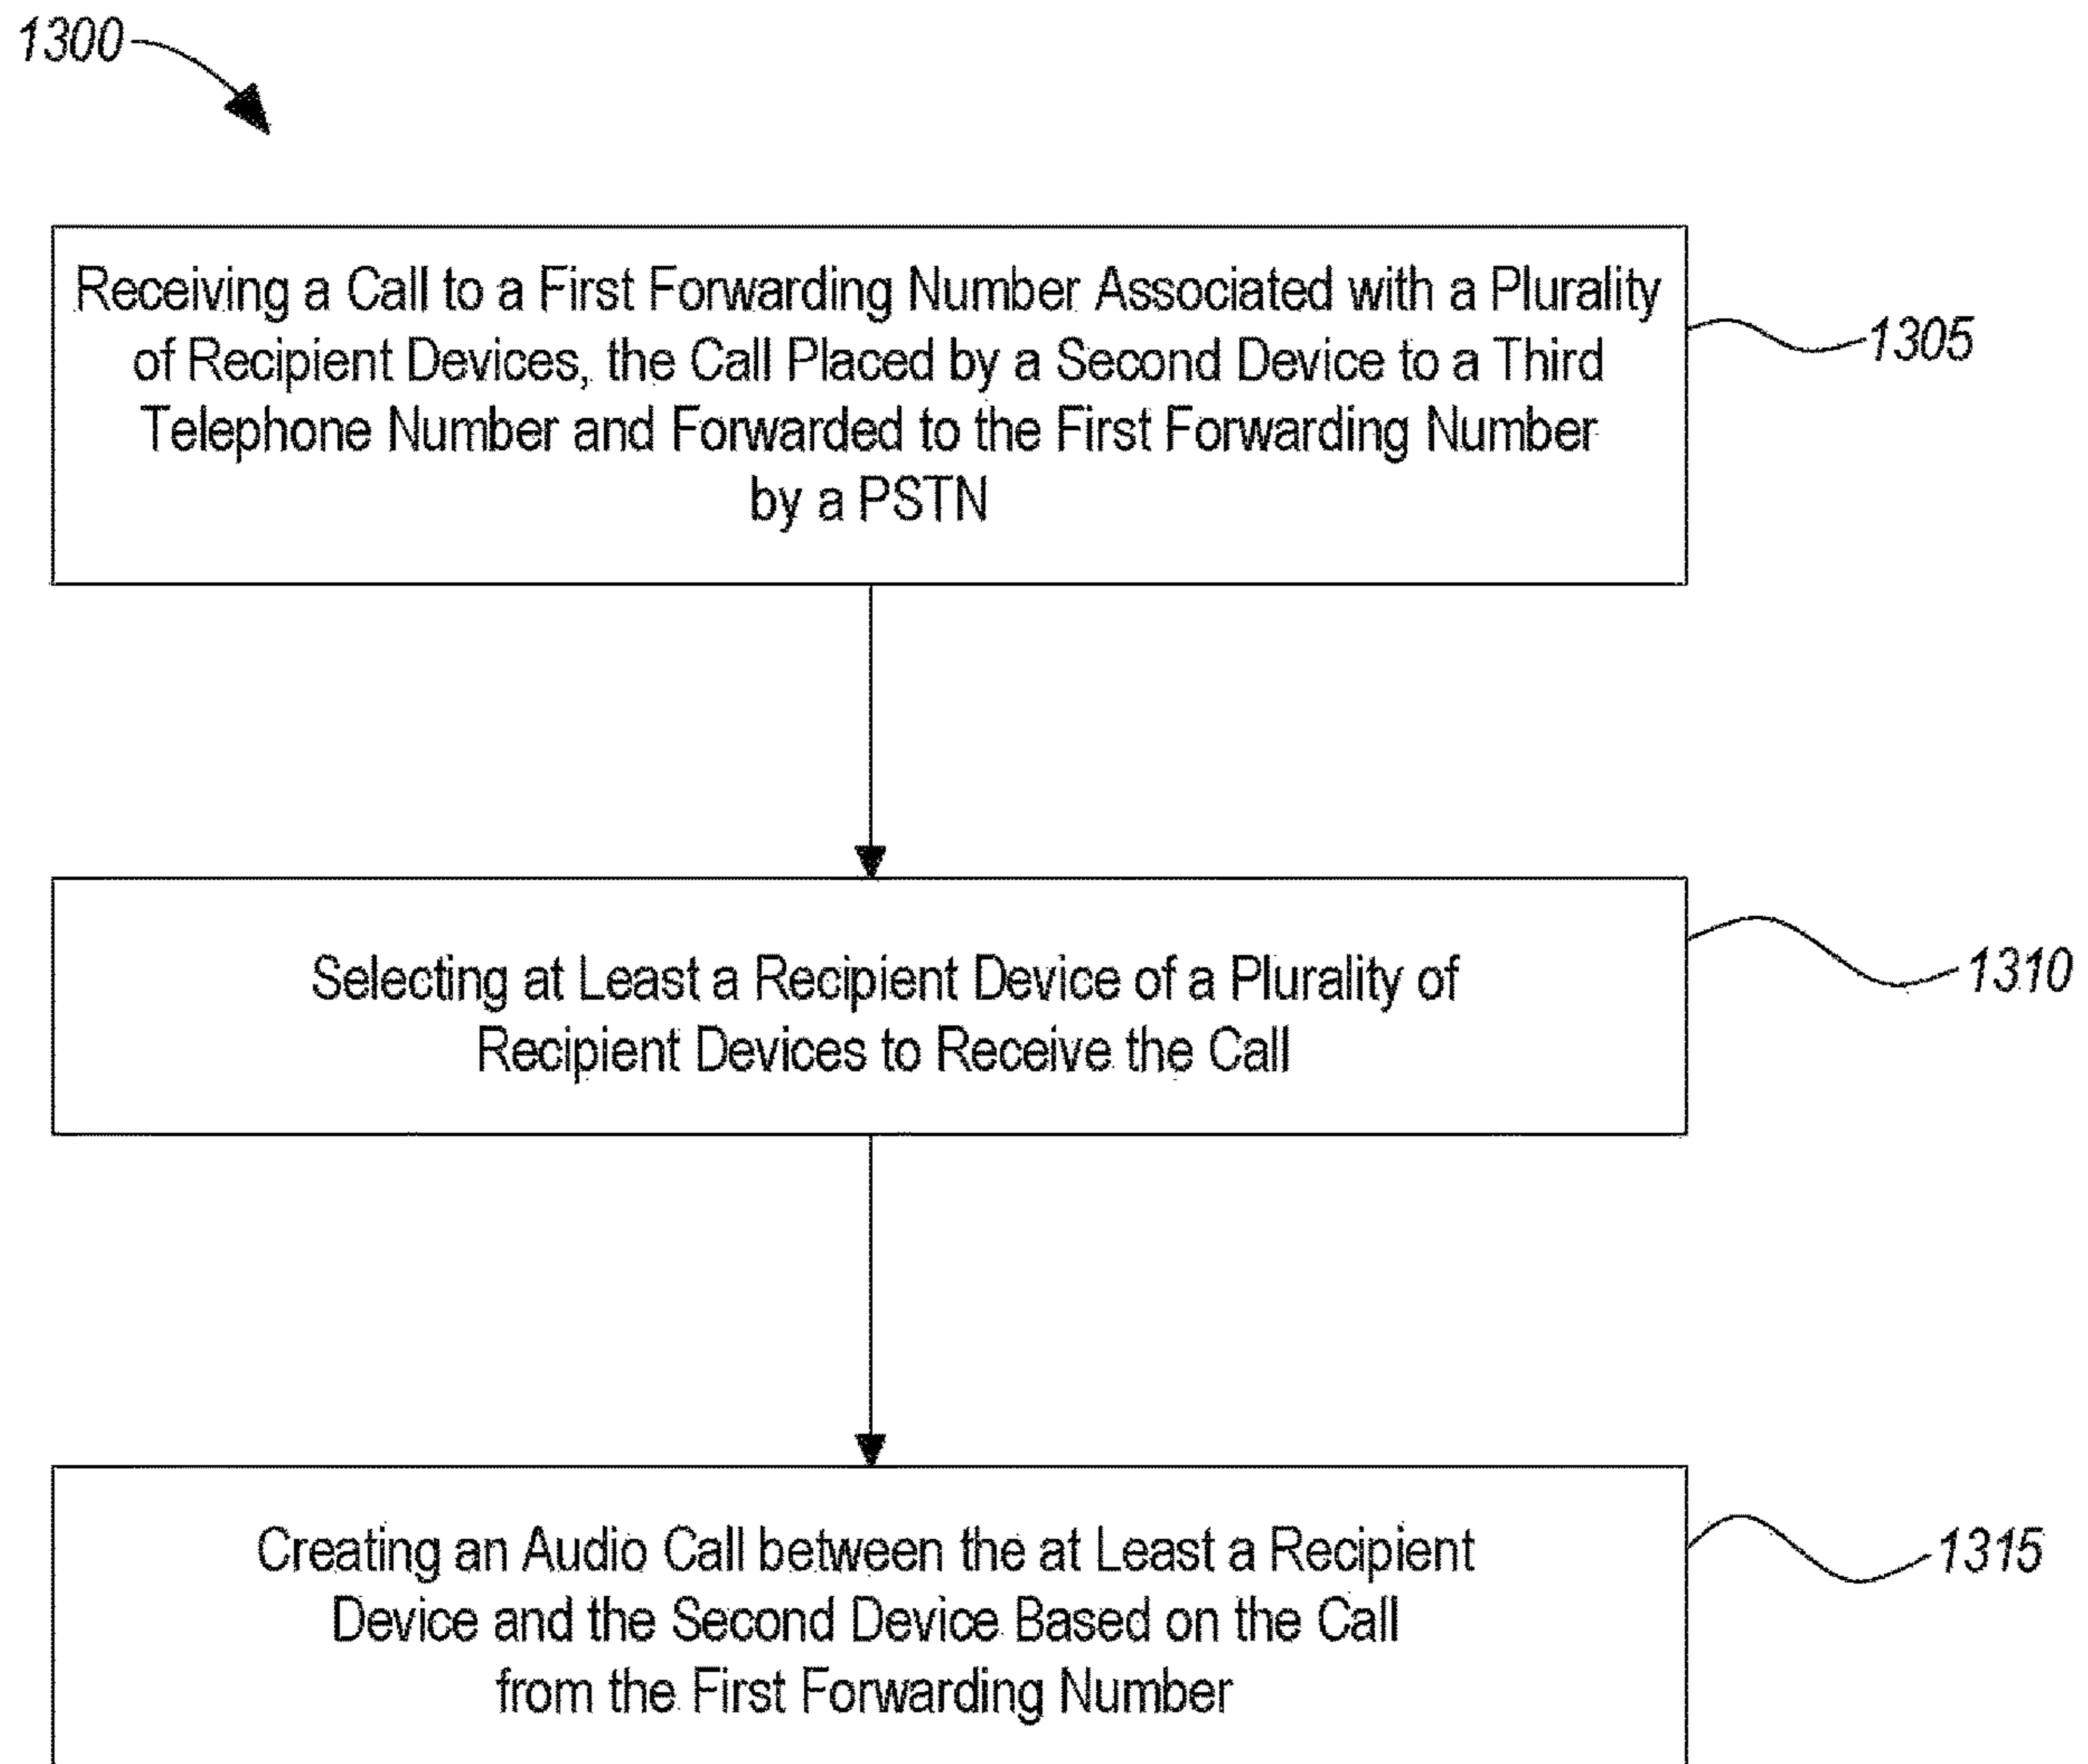 1300
Receiving a Call to a First Forwarding Number Associated with a Plurality
of Recipient Devices, the Call Placed by a Second Device to a Third
Telephone Number and Forwarded to the First Forwarding Number
by a PSTN
1305
Selecting at Least a Recipient Device of a Plurality of
Recipient Devices to Receive the Call
1310
Creating an Audio Call between the at Least a Recipient
Device and the Second Device Based on the Call
from the First Forwarding Number
1315